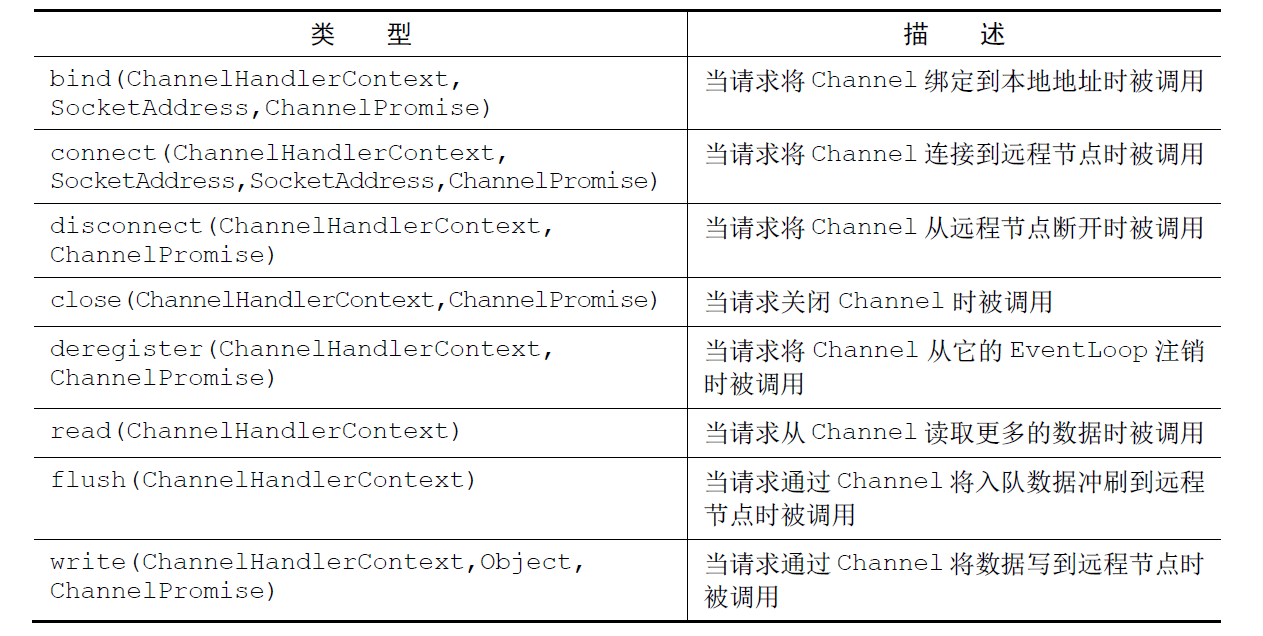 类 型
描 述
bind(ChannelHandlerContext,
SocketAddress,ChannelPromise)
当请求将 Channel 绑定到本地地址时被调用
connect(ChannelHandlerContext,
SocketAddress,SocketAddress,ChannelPromise)
当请求将 Channel 连接到远程节点时被调用
disconnect(ChannelHandlerContext,
ChannelPromise)
当请求将 Channel 从远程节点断开时被调用
close(ChannelHandlerContext,ChannelPromise)
当请求关闭 Channel 时被调用
deregister(ChannelHandlerContext,
ChannelPromise)
当请求将 Channel 从它的 EventLoop 注销
时被调用
read(ChannelHandlerContext)
当请求从 Channel 读取更多的数据时被调用
flush(ChannelHandlerContext)
当请求通过 Channel 将入队数据冲刷到远程
节点时被调用
write(ChannelHandlerContext,Object,
ChannelPromise)
当请求通过 Channel 将数据写到远程节点时
被调用